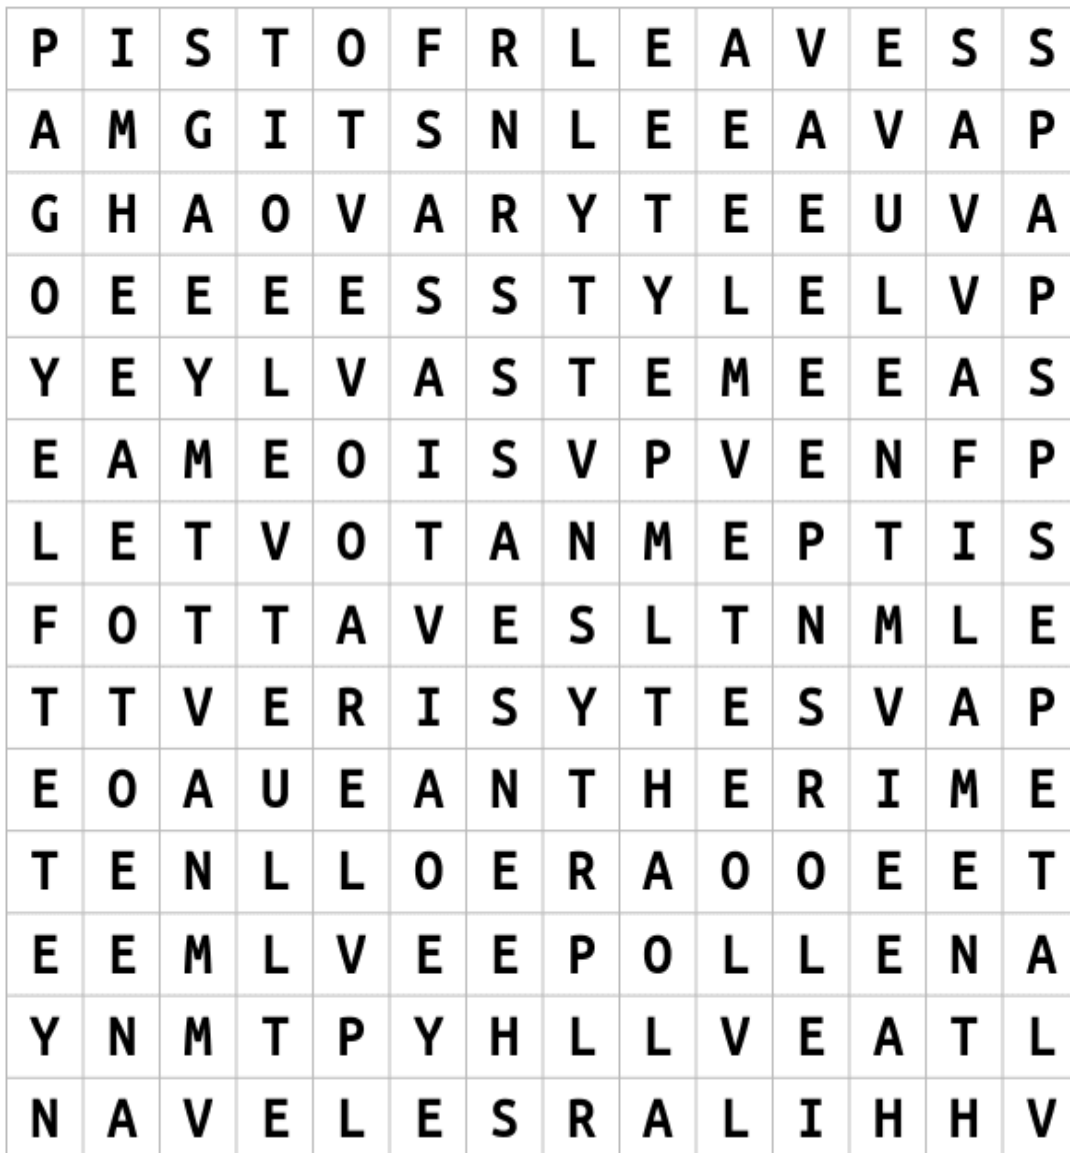 P I S T O F R L E A V E S S
A M G I T S N L E E A V A P
G H A O V A R Y T E E U V A
O E E E E S S T Y L E L V P
Y E Y L V A S T E M E E A S
E A M E O I S V P V E N F P
L E T V O T A N M E P T I S
F O T T A V E S L T N M L E
T T V E R I S Y T E S V A P
E O A U E A N T H E R I M E
T E N L L O E R A O O E E T
E E M L V E E P O L L E N A
Y N M T P Y H L L V E A T L
N A V E L E S R A L I H H V